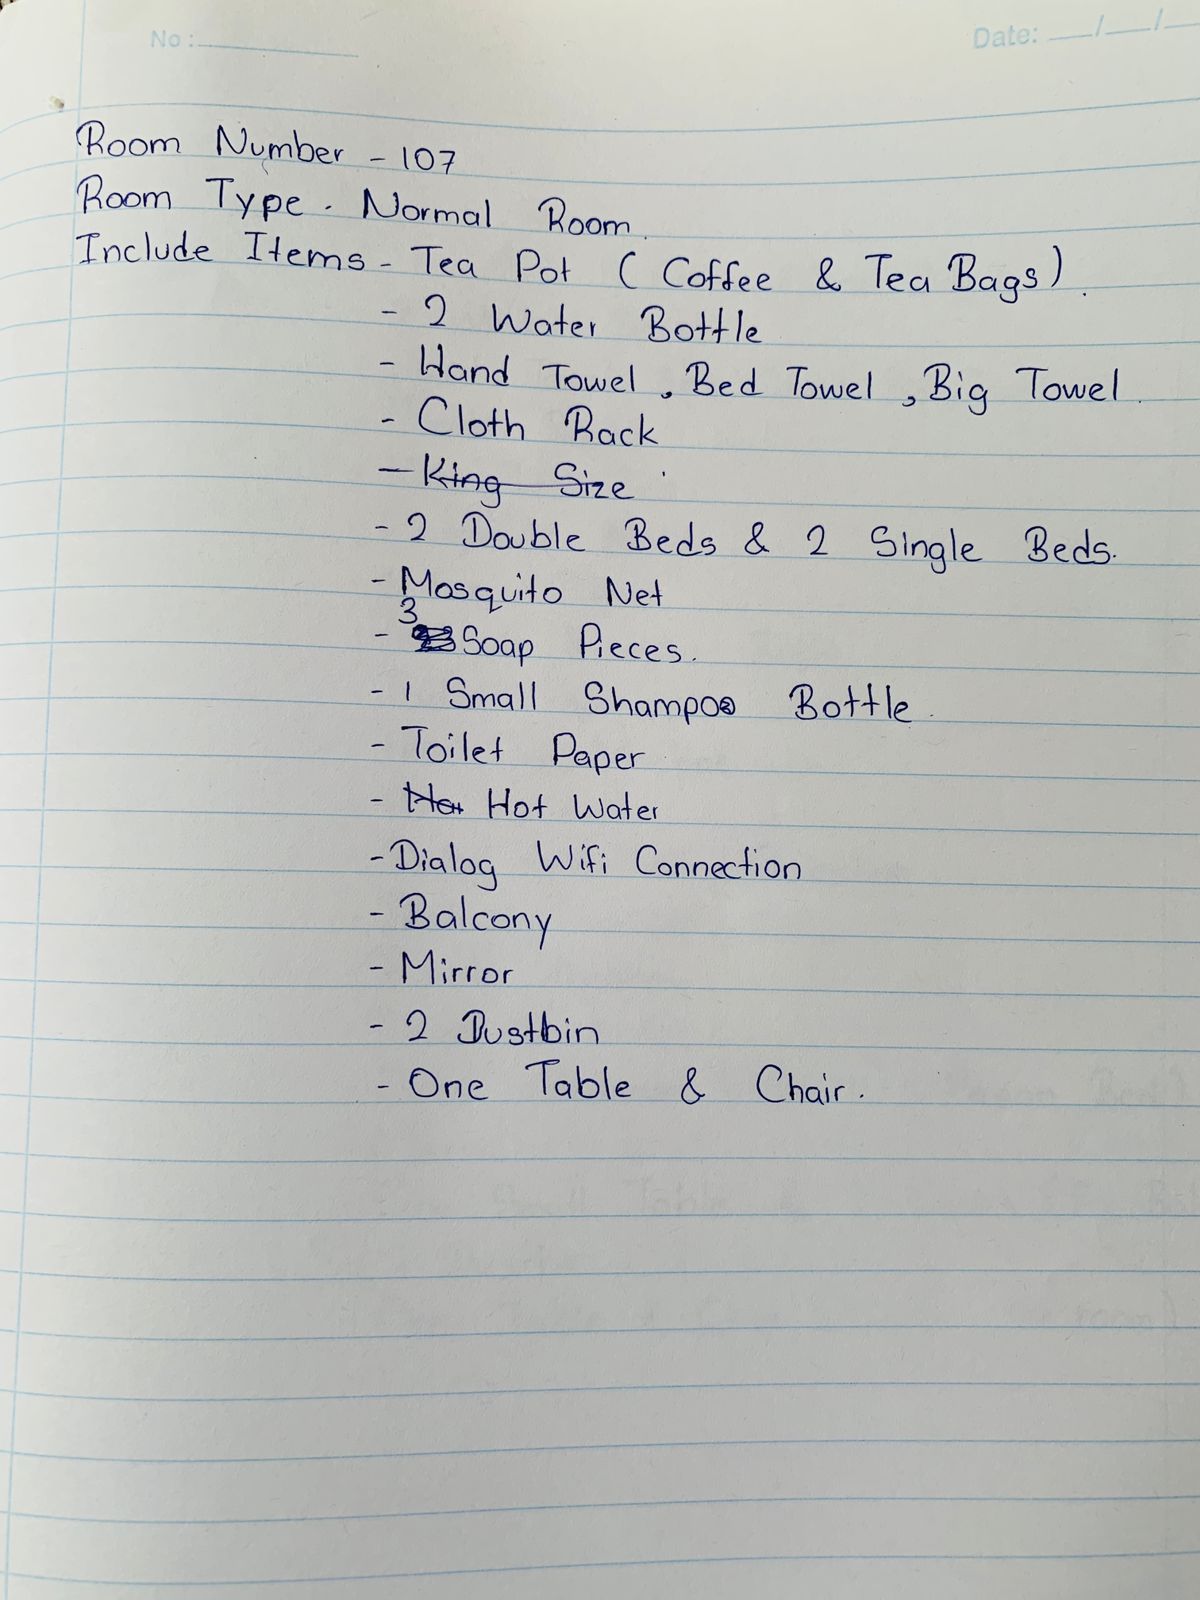 No :
Date: __/__/__
Room Number - 107
Room Type - Normal Room.
Include Items - Tea Pot ( Coffee & Tea Bags).
- 2 Water Bottle
- Hand Towel, Bed Towel, Big Towel.
- Cloth Rack
- King Size
- 2 Double Beds & 2 Single Beds.
- Mosquito Net
- 3 Soap Pieces.
- 1 Small Shampoo Bottle.
- Toilet Paper
- Hot Hot Water
- Dialog Wifi Connection
- Balcony
- Mirror
- 2 Dustbin
- One Table & Chair.